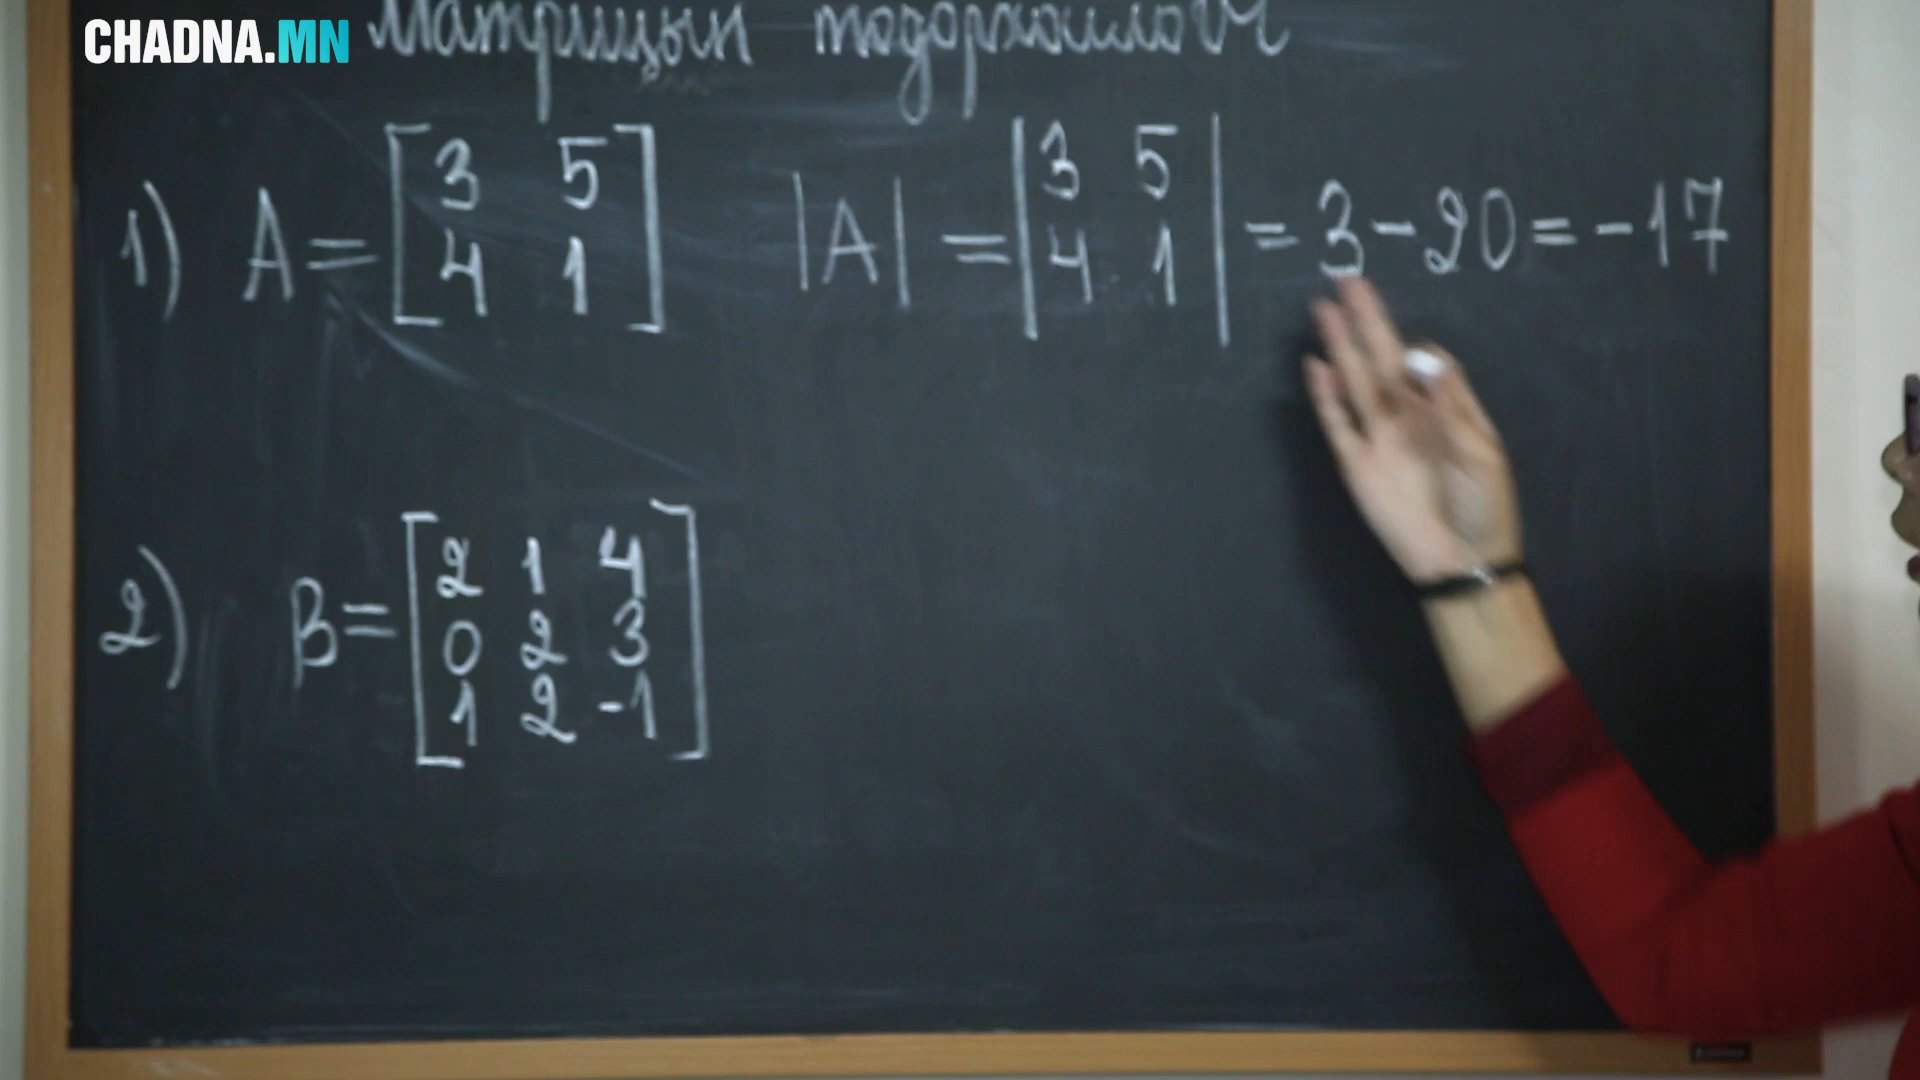 CHADNA.MN
Матрицын тодорхойлогч
1) A = [3 5; 4 1] |A| = |3 5; 4 1| = 3 - 20 = -17
2) B = [2 1 4; 0 2 3; 1 2 -1]